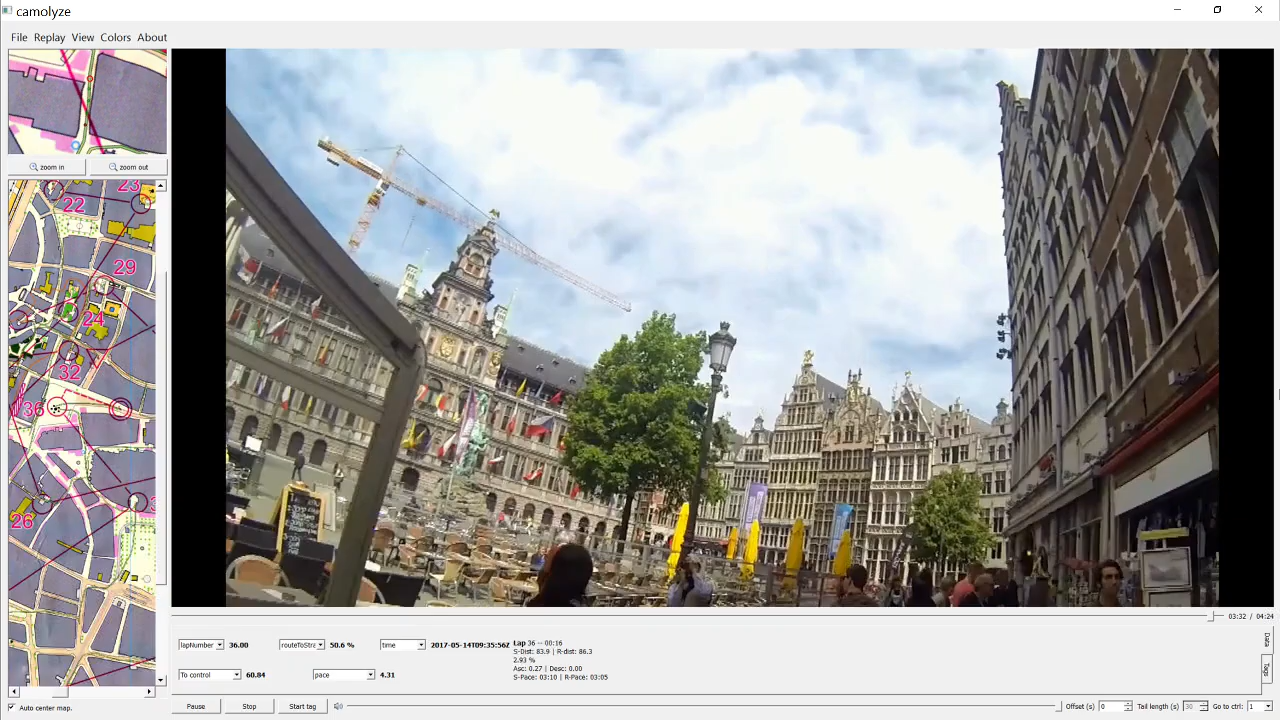 camolyze
File Replay View Colors About
zoom in zoom out
23
22
29
24
32
36
26
03:32 / 04:24
lapNumber 36.00 routeToStra 50.6 % time 2017-05-14T09:35:56Z
To control 60.84 pace 4.31
Lap 36 -- 00:16
S-Dist: 83.9 | R-dist: 86.3
2.93 %
Asc: 0.27 | Desc: 0.00
S-Pace: 03:10 | R-Pace: 03:05
Data
Tags
Auto center map.
Pause Stop Start tag Offset (s) 0 Tail length (s) 30 Go to ctrl: 1